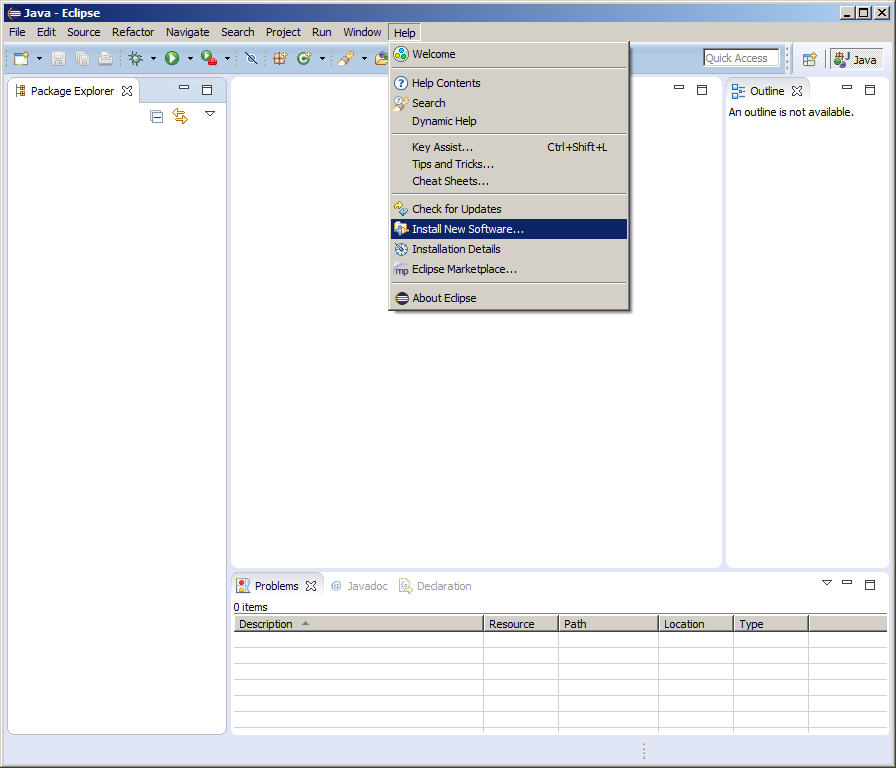 Java - Eclipse
File Edit Source Refactor Navigate Search Project Run Window Help
Quick Access
Java
Welcome
Help Contents
Search
Dynamic Help
Key Assist... Ctrl+Shift+L
Tips and Tricks...
Cheat Sheets...
Check for Updates
Install New Software...
Installation Details
mp Eclipse Marketplace...
About Eclipse
Package Explorer
Outline
An outline is not available.
Problems @ Javadoc Declaration
0 items
Description Resource Path Location Type